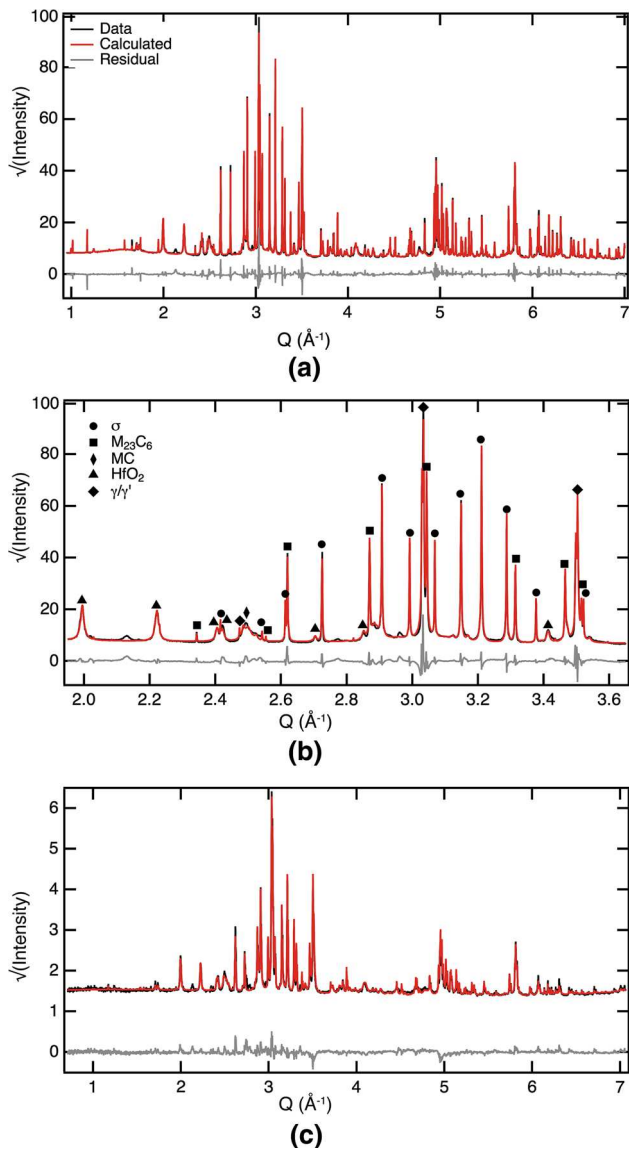 100
80
60
40
20
0
√(Intensity)
Data
Calculated
Residual
1 2 3 4 5 6 7
Q (Å⁻¹)
(a)
100
80
60
40
20
0
√(Intensity)
σ
M₂₃C₆
MC
HfO₂
γ/γ'
2.0 2.2 2.4 2.6 2.8 3.0 3.2 3.4 3.6
Q (Å⁻¹)
(b)
6
5
4
3
2
1
0
√(Intensity)
1 2 3 4 5 6 7
Q (Å⁻¹)
(c)